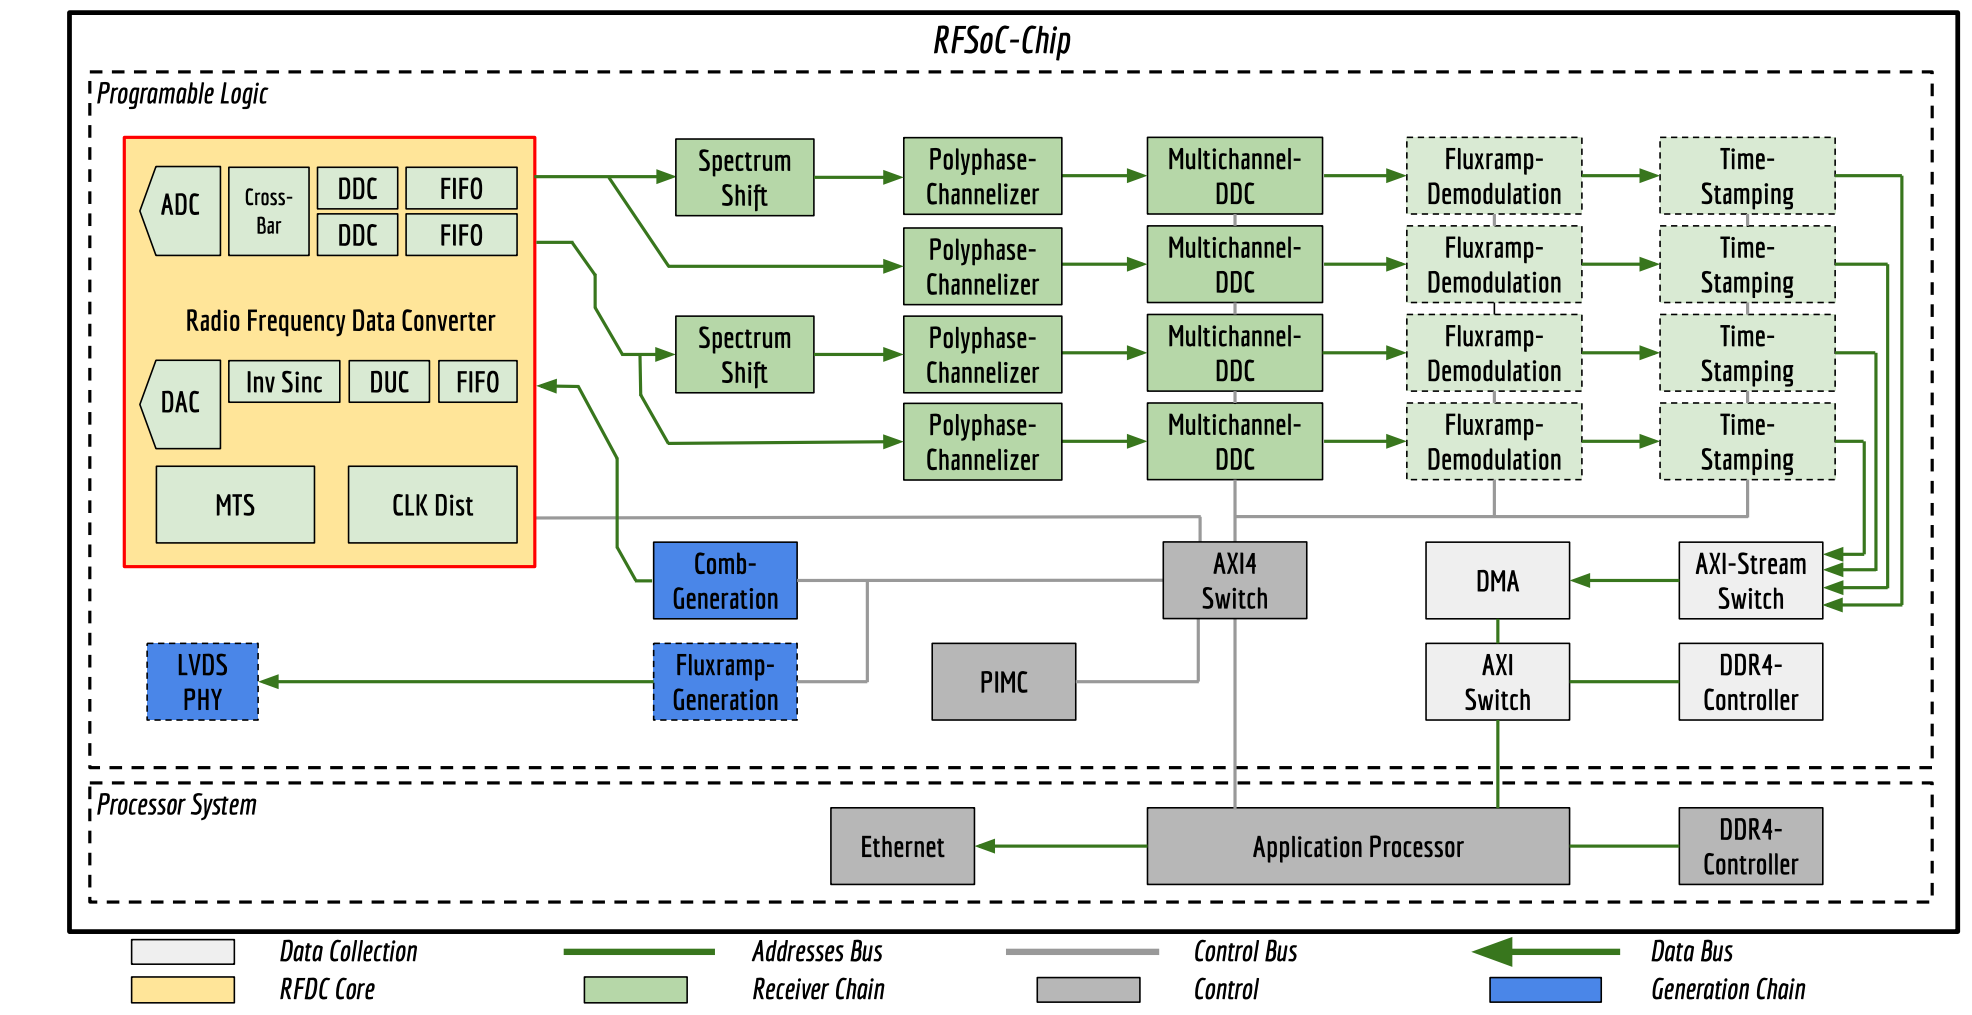 RFSoC-Chip
Programable Logic
ADC
Cross-
Bar
DDC
FIFO
DDC
FIFO
Radio Frequency Data Converter
DAC
Inv Sinc
DUC
FIFO
MTS
CLK Dist
Spectrum
Shift
Polyphase-
Channelizer
Multichannel-
DDC
Fluxramp-
Demodulation
Time-
Stamping
Polyphase-
Channelizer
Multichannel-
DDC
Fluxramp-
Demodulation
Time-
Stamping
Spectrum
Shift
Polyphase-
Channelizer
Multichannel-
DDC
Fluxramp-
Demodulation
Time-
Stamping
Polyphase-
Channelizer
Multichannel-
DDC
Fluxramp-
Demodulation
Time-
Stamping
Comb-
Generation
AXI4
Switch
DMA
AXI-Stream
Switch
LVDS
PHY
Fluxramp-
Generation
PIMC
AXI
Switch
DDR4-
Controller
Processor System
Ethernet
Application Processor
DDR4-
Controller
Data Collection
Addresses Bus
Control Bus
Data Bus
RFDC Core
Receiver Chain
Control
Generation Chain